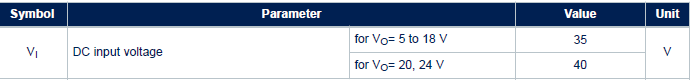 Symbol Parameter Value Unit
VI DC input voltage for VO= 5 to 18 V 35 V
for VO= 20, 24 V 40